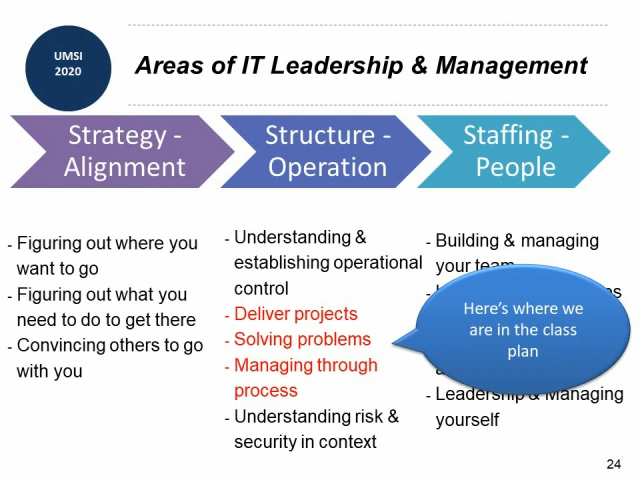 UMSI
2020
Areas of IT Leadership & Management
Strategy -
Alignment
Structure -
Operation
Staffing -
People
- Figuring out where you
want to go
- Figuring out what you
need to do to get there
- Convincing others to go
with you
- Understanding &
establishing operational
control
- Deliver projects
- Solving problems
- Managing through
process
- Understanding risk &
security in context
- Building & managing
your team
Here's where we
are in the class
plan
- Leadership & Managing
yourself
24